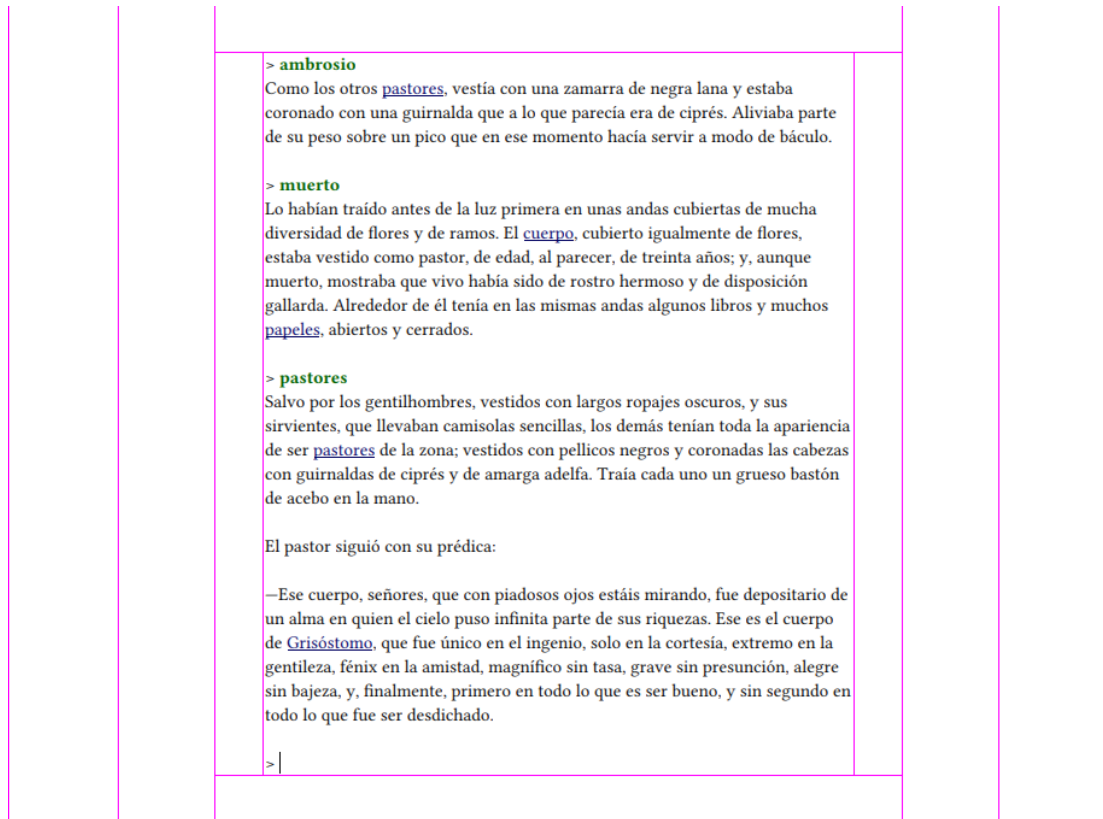 > ambrosio
Como los otros pastores, vestía con una zamarra de negra lana y estaba
coronado con una guirnalda que a lo que parecía era de ciprés. Aliviaba parte
de su peso sobre un pico que en ese momento hacía servir a modo de báculo.
> muerto
Lo habían traído antes de la luz primera en unas andas cubiertas de mucha
diversidad de flores y de ramos. El cuerpo, cubierto igualmente de flores,
estaba vestido como pastor, de edad, al parecer, de treinta años; y, aunque
muerto, mostraba que vivo había sido de rostro hermoso y de disposición
gallarda. Alrededor de él tenía en las mismas andas algunos libros y muchos
papeles, abiertos y cerrados.
> pastores
Salvo por los gentilhombres, vestidos con largos ropajes oscuros, y sus
sirvientes, que llevaban camisolas sencillas, los demás tenían toda la apariencia
de ser pastores de la zona; vestidos con pellicos negros y coronadas las cabezas
con guirnaldas de ciprés y de amarga adelfa. Traía cada uno un grueso bastón
de acebo en la mano.
El pastor siguió con su prédica:
—Ese cuerpo, señores, que con piadosos ojos estáis mirando, fue depositario de
un alma en quien el cielo puso infinita parte de sus riquezas. Ese es el cuerpo
de Grisóstomo, que fue único en el ingenio, solo en la cortesía, extremo en la
gentileza, fénix en la amistad, magnífico sin tasa, grave sin presunción, alegre
sin bajeza, y, finalmente, primero en todo lo que es ser bueno, y sin segundo en
todo lo que fue ser desdichado.
>